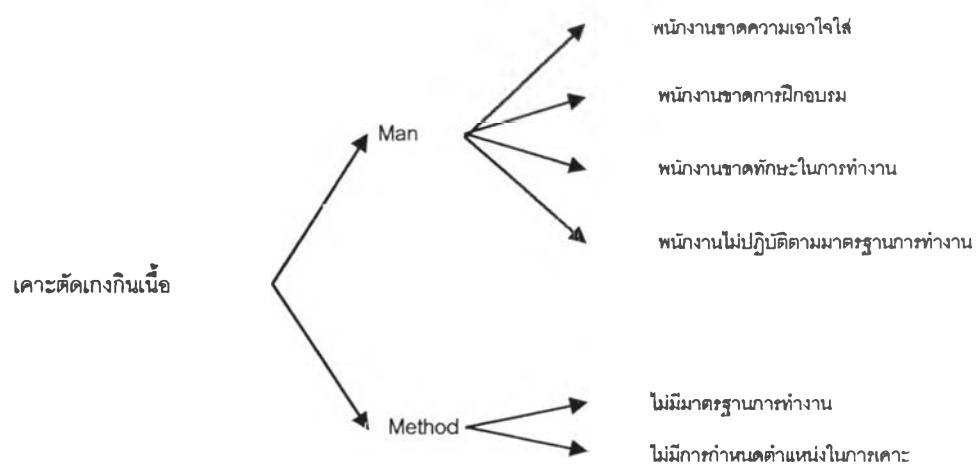 พนักงานขาดความเอาใจใส่
พนักงานขาดการฝึกอบรม
Man
พนักงานขาดทักษะในการทำงาน
พนักงานไม่ปฏิบัติตามมาตรฐานการทำงาน
เคาะตัดเกงกินเนื้อ
ไม่มีมาตรฐานการทำงาน
Method
ไม่มีการกำหนดตำแหน่งในการเคาะ